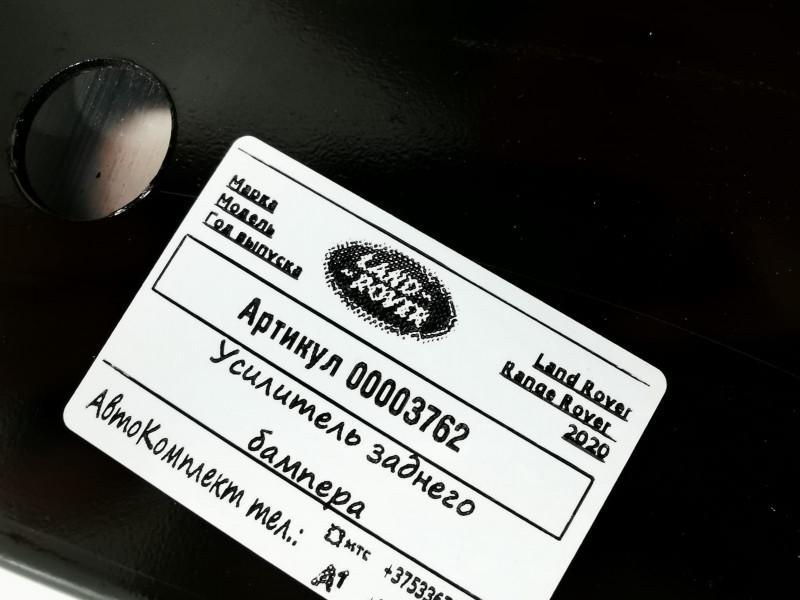 Марка
Модель
Год выпуска
LAND
ROVER
Land Rover
Range Rover
2020
Артикул 00003762
Усилитель заднего
бампера
АвтоКомплект тел.:
мтс
A1